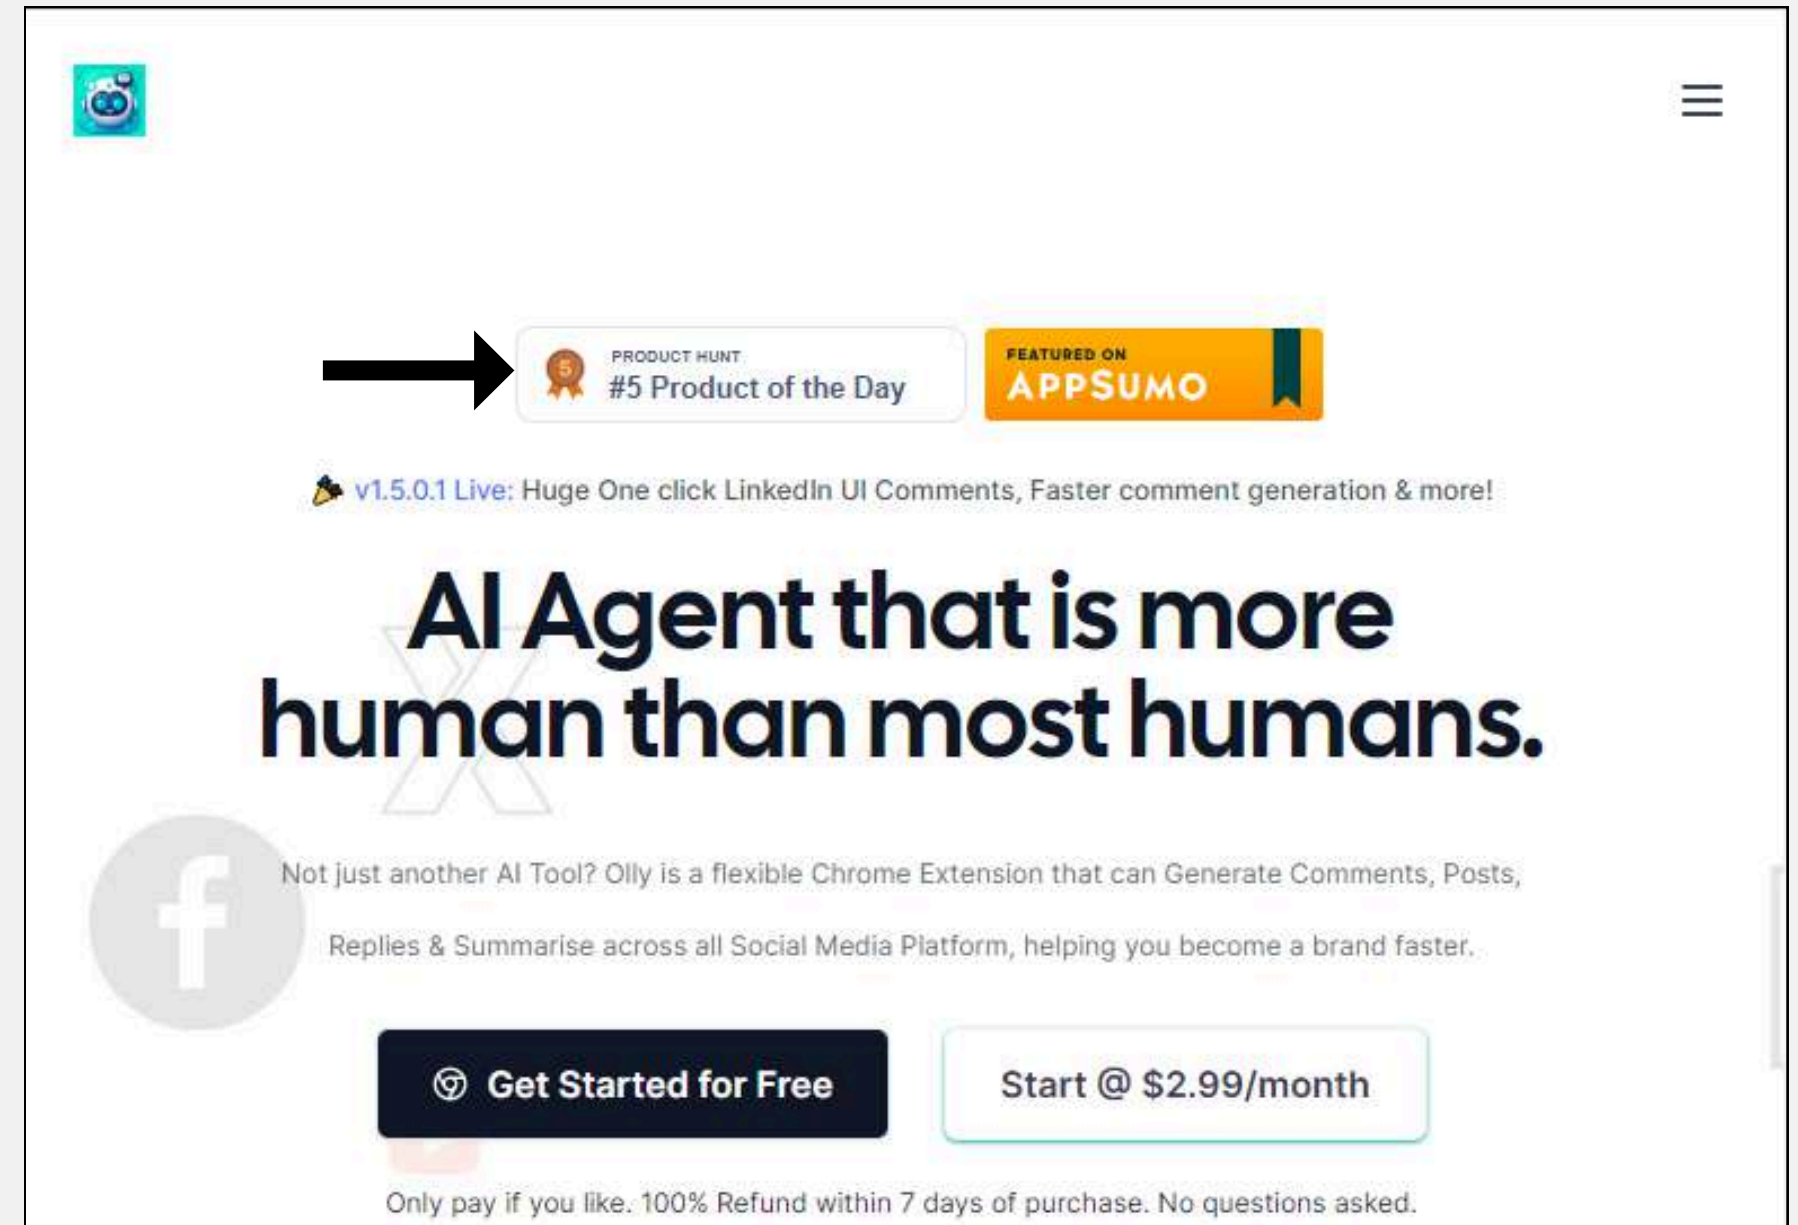 5
PRODUCT HUNT
#5 Product of the Day
FEATURED ON
APPSUMO
v1.5.0.1 Live: Huge One click LinkedIn UI Comments, Faster comment generation & more!
AI Agent that is more
human than most humans.
Not just another AI Tool? Olly is a flexible Chrome Extension that can Generate Comments, Posts,
Replies & Summarise across all Social Media Platform, helping you become a brand faster.
Get Started for Free
Start @ $2.99/month
Only pay if you like. 100% Refund within 7 days of purchase. No questions asked.